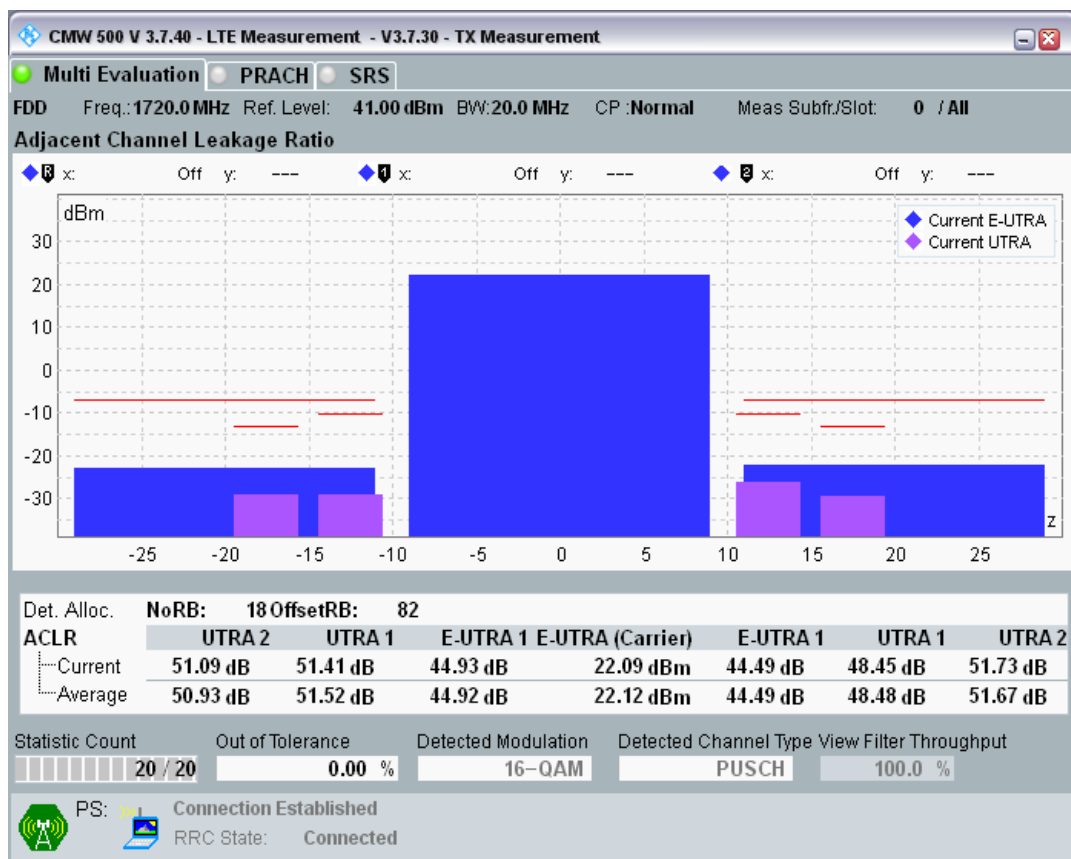 CMW 500 V 3.7.40 - LTE Measurement - V3.7.30 - TX Measurement
Multi Evaluation PRACH SRS
FDD Freq.: 1720.0 MHz Ref. Level: 41.00 dBm BW: 20.0 MHz CP : Normal Meas Subfr./Slot: 0 / All
Adjacent Channel Leakage Ratio
R x: Off y: --- 1 x: Off y: --- 2 x: Off y: ---
dBm
Current E-UTRA
Current UTRA
30
20
10
0
-10
-20
-30
z
-25 -20 -15 -10 -5 0 5 10 15 20 25
Det. Alloc. NoRB: 18 OffsetRB: 82
ACLR UTRA 2 UTRA 1 E-UTRA 1 E-UTRA (Carrier) E-UTRA 1 UTRA 1 UTRA 2
Current 51.09 dB 51.41 dB 44.93 dB 22.09 dBm 44.49 dB 48.45 dB 51.73 dB
Average 50.93 dB 51.52 dB 44.92 dB 22.12 dBm 44.49 dB 48.48 dB 51.67 dB
Statistic Count Out of Tolerance Detected Modulation Detected Channel Type View Filter Throughput
20 / 20 0.00 % 16-QAM PUSCH 100.0 %
PS: Connection Established
RRC State: Connected